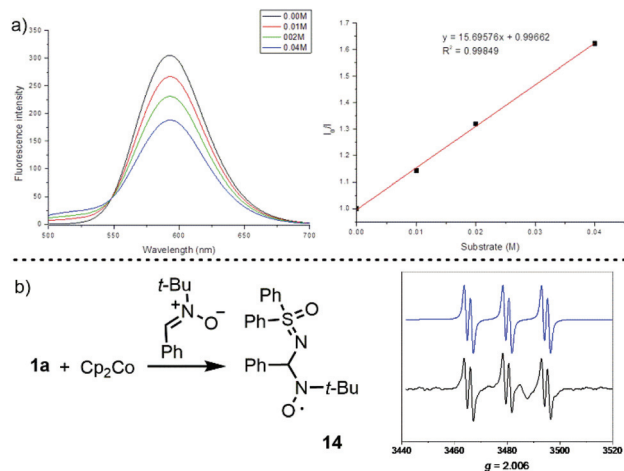 a)
350
300
250
200
150
100
50
0
Fluorescence intensity
500
550
600
650
700
Wavelength (nm)
0.00M
0.01M
002M
0.04M
1.7
1.6
1.5
1.4
1.3
1.2
1.1
1.0
I₀/I
y = 15.69576x + 0.99662
R² = 0.99849
0.00
0.01
0.02
0.03
0.04
Substrate (M)
b)
1a + Cp₂Co
t-Bu
N⁺
O⁻
Ph
Ph
O
Ph-S
N
Ph
N
t-Bu
O·
14
3440
3460
3480
3500
3520
g = 2.006